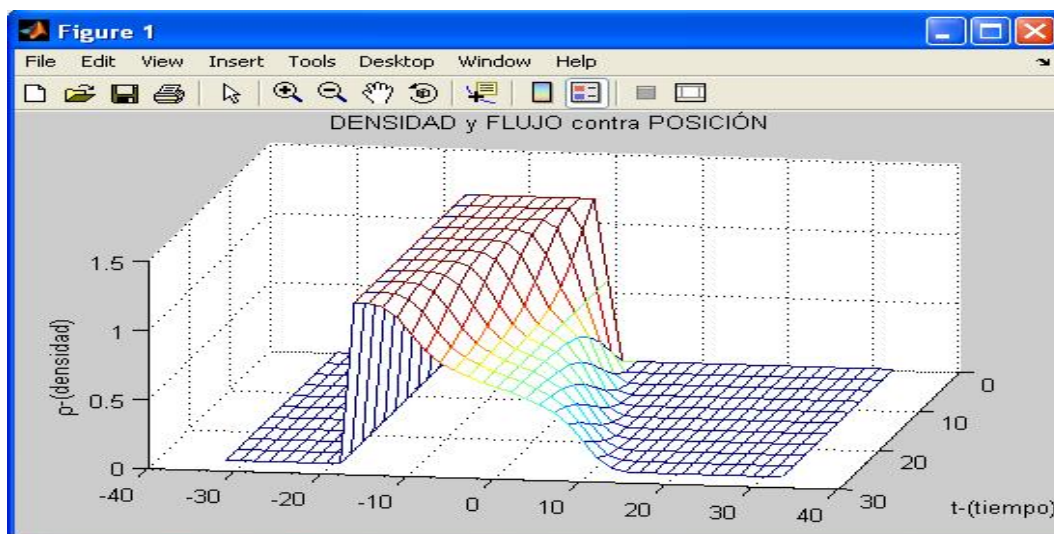 Figure 1
File Edit View Insert Tools Desktop Window Help
DENSIDAD y FLUJO contra POSICIÓN
1.5
1
0.5
0
ρ-(densidad)
-40 -30 -20 -10 0 10 20 30 40
0
10
20
30
t-(tiempo)